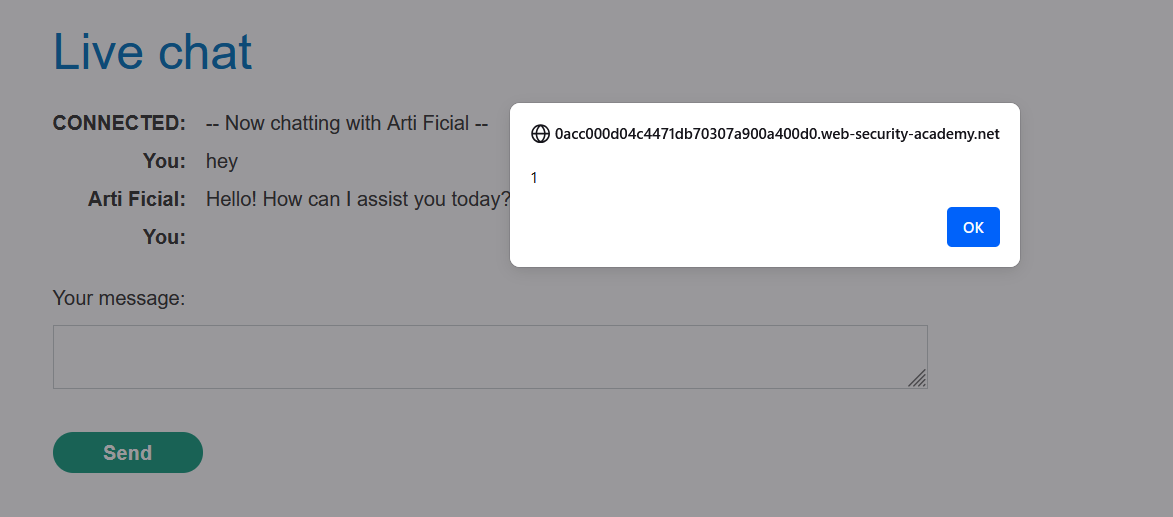 Live chat
CONNECTED: -- Now chatting with Arti Ficial --
You: hey
Arti Ficial: Hello! How can I assist you today?
You:
0acc000d04c4471db70307a900a400d0.web-security-academy.net
1
OK
Your message:
Send